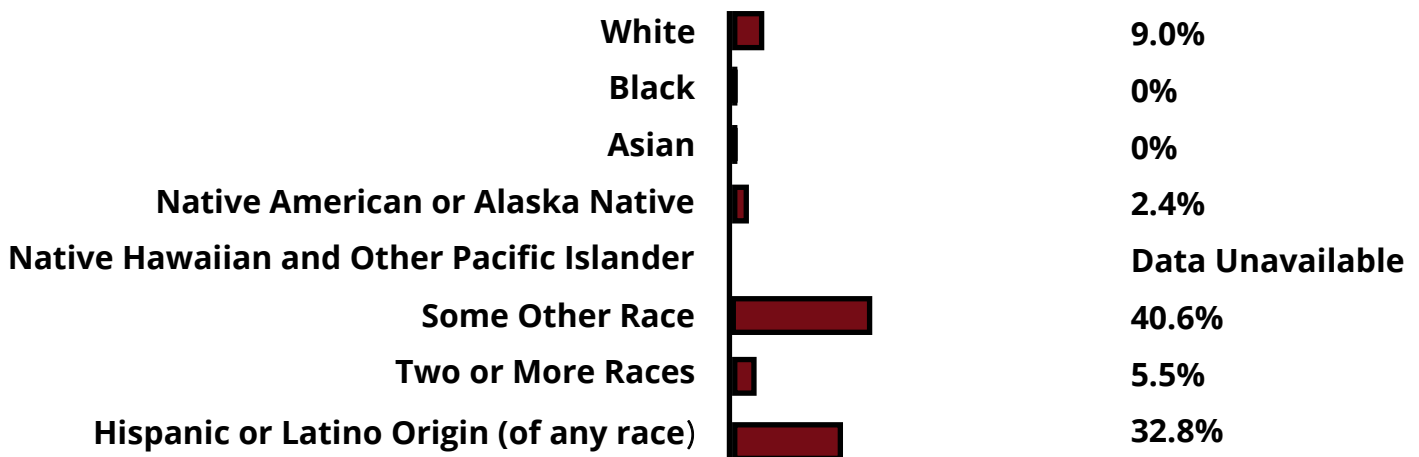 White 9.0%
Black 0%
Asian 0%
Native American or Alaska Native 2.4%
Native Hawaiian and Other Pacific Islander Data Unavailable
Some Other Race 40.6%
Two or More Races 5.5%
Hispanic or Latino Origin (of any race) 32.8%